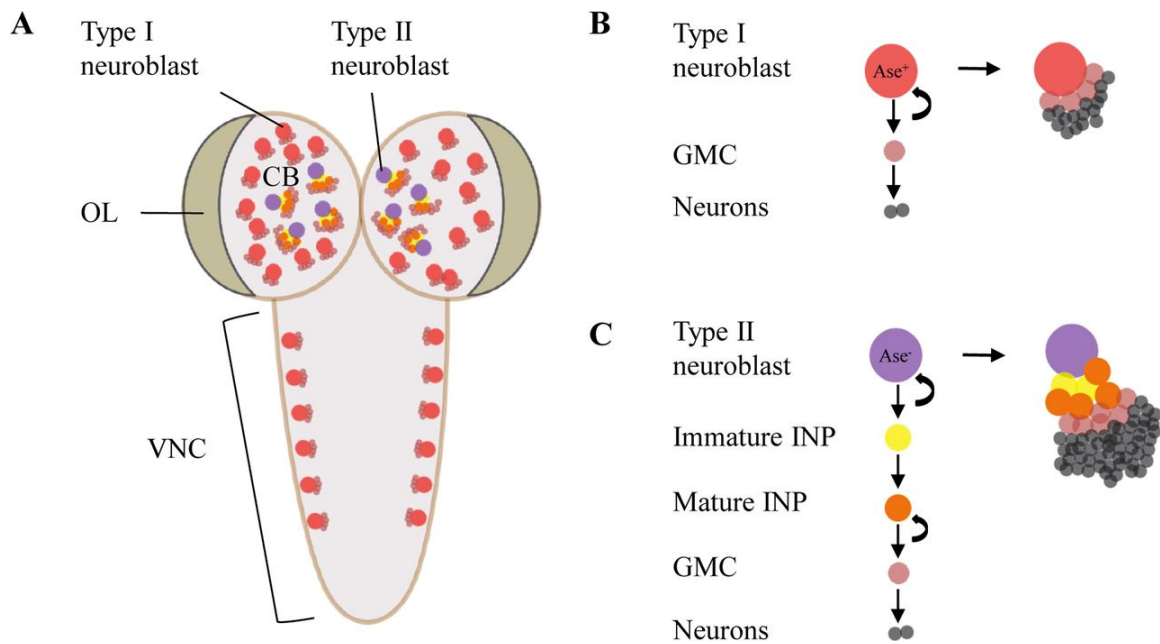 A
Type I
neuroblast
Type II
neuroblast
CB
OL
VNC
B
Type I
neuroblast
Ase⁺
GMC
Neurons
C
Type II
neuroblast
Ase⁻
Immature INP
Mature INP
GMC
Neurons